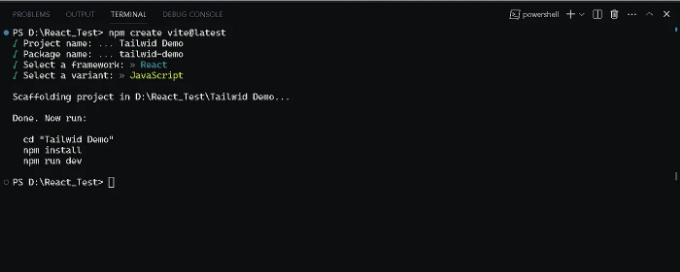 PROBLEMS OUTPUT TERMINAL DEBUG CONSOLE powershell
PS D:\React_Test> npm create vite@latest
√ Project name: ... Tailwid Demo
√ Package name: ... tailwid-demo
√ Select a framework: » React
√ Select a variant: » JavaScript
Scaffolding project in D:\React_Test\Tailwid Demo...
Done. Now run:
cd "Tailwid Demo"
npm install
npm run dev
PS D:\React_Test>